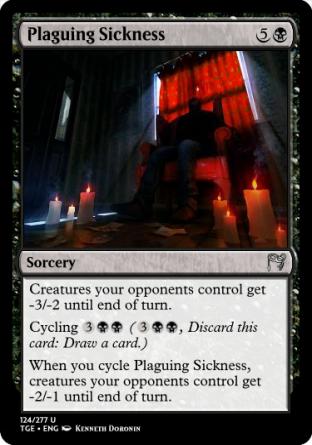 Plaguing Sickness 5
Sorcery
Creatures your opponents control get
-3/-2 until end of turn.
Cycling 3 ( 3, Discard this
card: Draw a card.)
When you cycle Plaguing Sickness,
creatures your opponents control get
-2/-1 until end of turn.
124/277 U
TGE • ENG KENNETH DORONIN